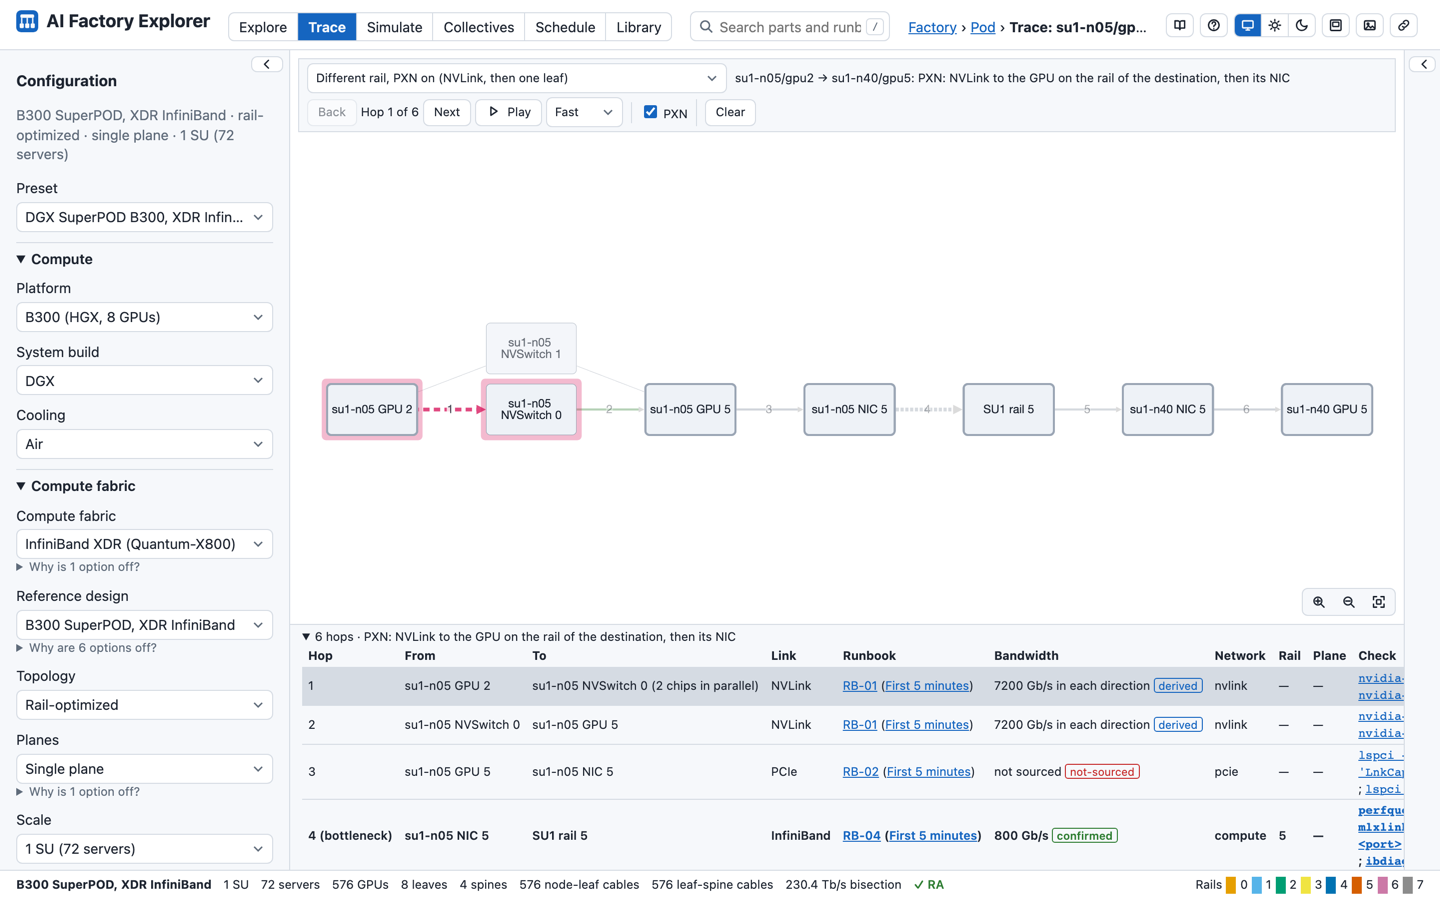 AI Factory Explorer
Explore Trace Simulate Collectives Schedule Library
Search parts and runb /
Factory › Pod › Trace: su1-n05/gp...
Configuration
B300 SuperPOD, XDR InfiniBand · rail-
optimized · single plane · 1 SU (72
servers)
Preset
DGX SuperPOD B300, XDR Infin...
Compute
Platform
B300 (HGX, 8 GPUs)
System build
DGX
Cooling
Air
Compute fabric
Compute fabric
InfiniBand XDR (Quantum-X800)
Why is 1 option off?
Reference design
B300 SuperPOD, XDR InfiniBand
Why are 6 options off?
Topology
Rail-optimized
Planes
Single plane
Why is 1 option off?
Scale
1 SU (72 servers)
Different rail, PXN on (NVLink, then one leaf)
su1-n05/gpu2 → su1-n40/gpu5: PXN: NVLink to the GPU on the rail of the destination, then its NIC
Back Hop 1 of 6 Next Play Fast PXN Clear
su1-n05
NVSwitch 1
su1-n05 GPU 2
1
su1-n05
NVSwitch 0
2
su1-n05 GPU 5
3
su1-n05 NIC 5
4
SU1 rail 5
5
su1-n40 NIC 5
6
su1-n40 GPU 5
6 hops · PXN: NVLink to the GPU on the rail of the destination, then its NIC
Hop From To Link Runbook Bandwidth Network Rail Plane Check
1 su1-n05 GPU 2 su1-n05 NVSwitch 0 (2 chips in parallel) NVLink RB-01 (First 5 minutes) 7200 Gb/s in each direction derived nvlink — — nvidia-
nvidia-
2 su1-n05 NVSwitch 0 su1-n05 GPU 5 NVLink RB-01 (First 5 minutes) 7200 Gb/s in each direction derived nvlink — — nvidia-
nvidia-
3 su1-n05 GPU 5 su1-n05 NIC 5 PCIe RB-02 (First 5 minutes) not sourced not-sourced pcie — — lspci -
'LnkCap
; lspci
4 (bottleneck) su1-n05 NIC 5 SU1 rail 5 InfiniBand RB-04 (First 5 minutes) 800 Gb/s confirmed compute 5 — perfque
mlxlink
<port>
; ibdiag
B300 SuperPOD, XDR InfiniBand 1 SU 72 servers 576 GPUs 8 leaves 4 spines 576 node-leaf cables 576 leaf-spine cables 230.4 Tb/s bisection ✓ RA
Rails 0 1 2 3 4 5 6 7